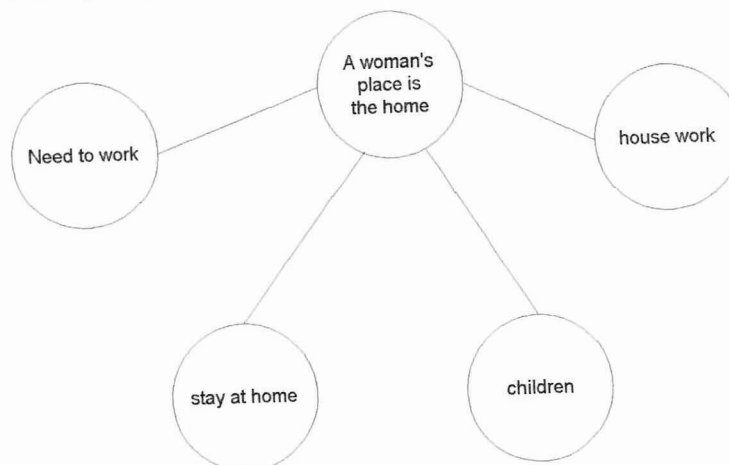 A woman's
place is
the home
Need to work
house work
stay at home
children